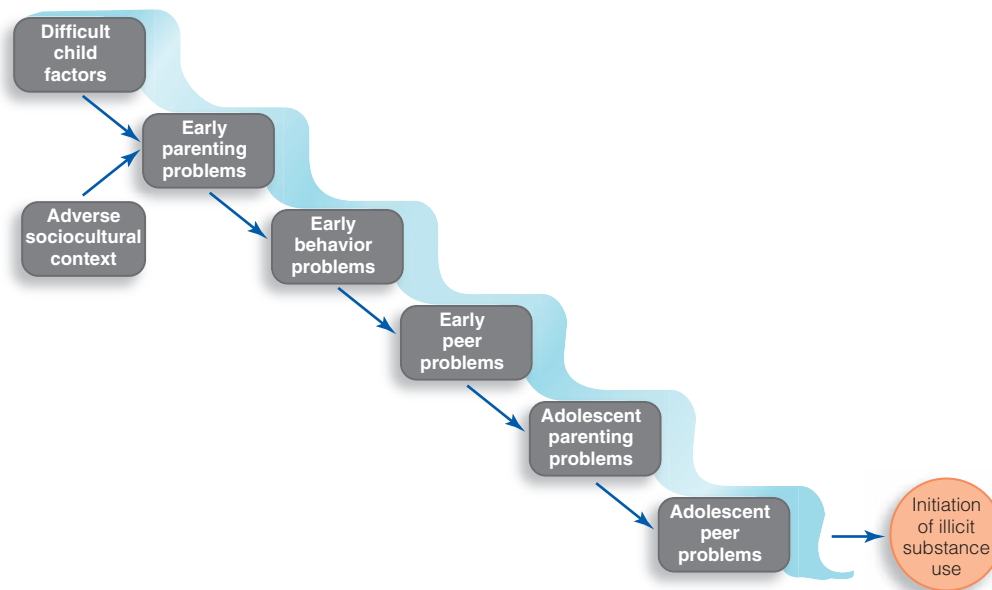 Difficult
child
factors
Early
parenting
problems
Adverse
sociocultural
context
Early
behavior
problems
Early
peer
problems
Adolescent
parenting
problems
Adolescent
peer
problems
Initiation
of illicit
substance
use